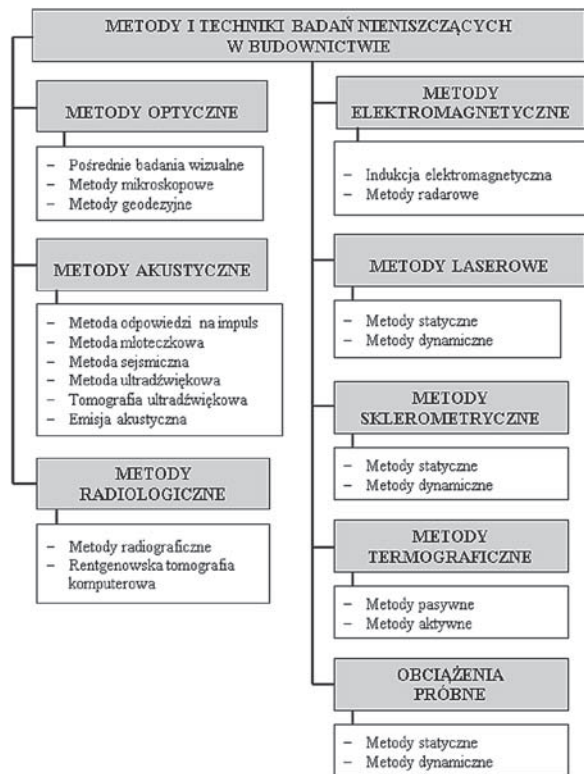 METODY I TECHNIKI BADAŃ NIENISZCZĄCYCH
W BUDOWNICTWIE
METODY OPTYCZNE
– Pośrednie badania wizualne
– Metody mikroskopowe
– Metody geodezyjne
METODY AKUSTYCZNE
– Metoda odpowiedzi na impuls
– Metoda młoteczkowa
– Metoda sejsmiczna
– Metoda ultradźwiękowa
– Tomografia ultradźwiękowa
– Emisja akustyczna
METODY
RADIOLOGICZNE
– Metody radiograficzne
– Rentgenowska tomografia
komputerowa
METODY
ELEKTROMAGNETYCZNE
– Indukcja elektromagnetyczna
– Metody radarowe
METODY LASEROWE
– Metody statyczne
– Metody dynamiczne
METODY
SKLEROMETRYCZNE
– Metody statyczne
– Metody dynamiczne
METODY
TERMOGRAFICZNE
– Metody pasywne
– Metody aktywne
OBCIĄŻENIA
PRÓBNE
– Metody statyczne
– Metody dynamiczne